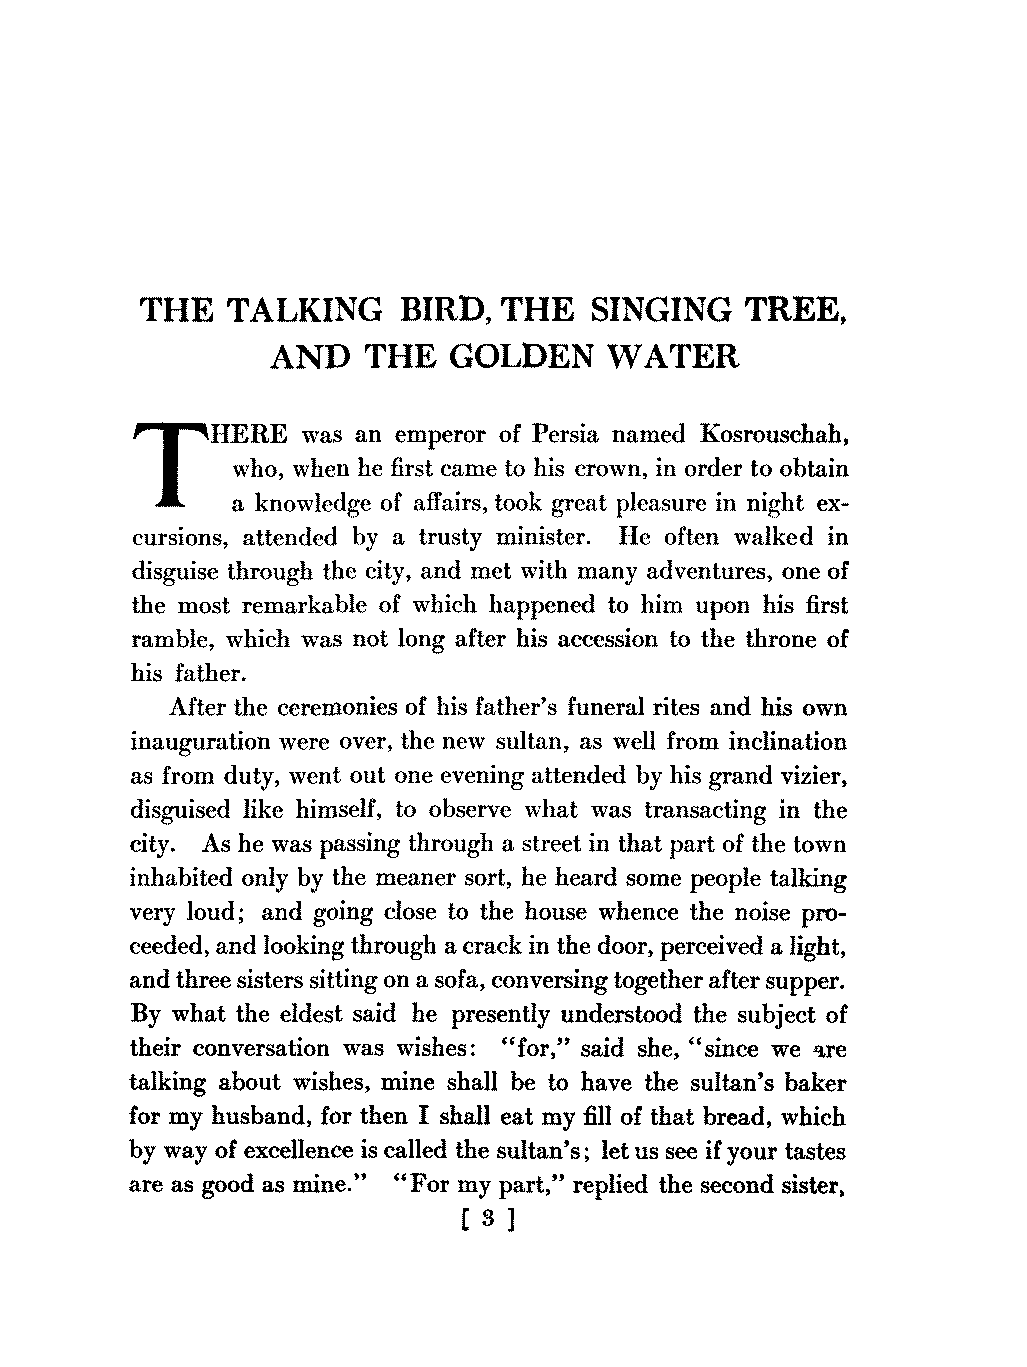 THE TALKING BIRD, THE SINGING TREE,
AND THE GOLDEN WATER
THERE was an emperor of Persia named Kosrouschah,
who, when he first came to his crown, in order to obtain
a knowledge of affairs, took great pleasure in night ex-
cursions, attended by a trusty minister. He often walked in
disguise through the city, and met with many adventures, one of
the most remarkable of which happened to him upon his first
ramble, which was not long after his accession to the throne of
his father.
After the ceremonies of his father's funeral rites and his own
inauguration were over, the new sultan, as well from inclination
as from duty, went out one evening attended by his grand vizier,
disguised like himself, to observe what was transacting in the
city. As he was passing through a street in that part of the town
inhabited only by the meaner sort, he heard some people talking
very loud; and going close to the house whence the noise pro-
ceeded, and looking through a crack in the door, perceived a light,
and three sisters sitting on a sofa, conversing together after supper.
By what the eldest said he presently understood the subject of
their conversation was wishes: "for," said she, "since we are
talking about wishes, mine shall be to have the sultan's baker
for my husband, for then I shall eat my fill of that bread, which
by way of excellence is called the sultan's; let us see if your tastes
are as good as mine." "For my part," replied the second sister,
[ 3 ]